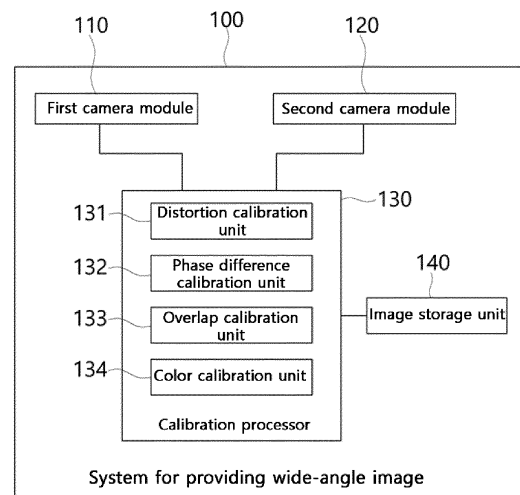 100
110
120
First camera module
Second camera module
130
131
Distortion calibration
unit
132
Phase difference
calibration unit
133
Overlap calibration
unit
134
Color calibration unit
Calibration processor
140
Image storage unit
System for providing wide-angle image